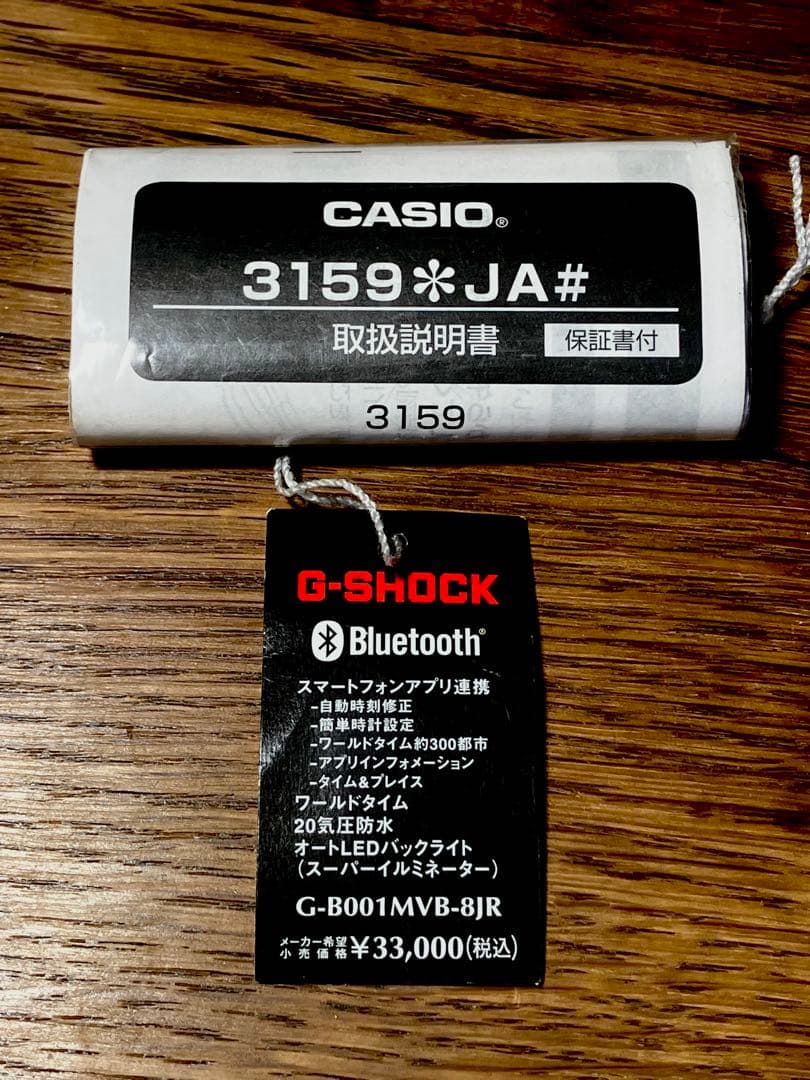 CASIO®
3159*JA#
取扱説明書 保証書付
3159
G-SHOCK
Bluetooth®
スマートフォンアプリ連携
-自動時刻修正
-簡単時計設定
-ワールドタイム約300都市
-アプリインフォメーション
-タイム&プレイス
ワールドタイム
20気圧防水
オートLEDバックライト
(スーパーイルミネーター)
G-B001MVB-8JR
メーカー希望小売価格 ¥33,000(税込)